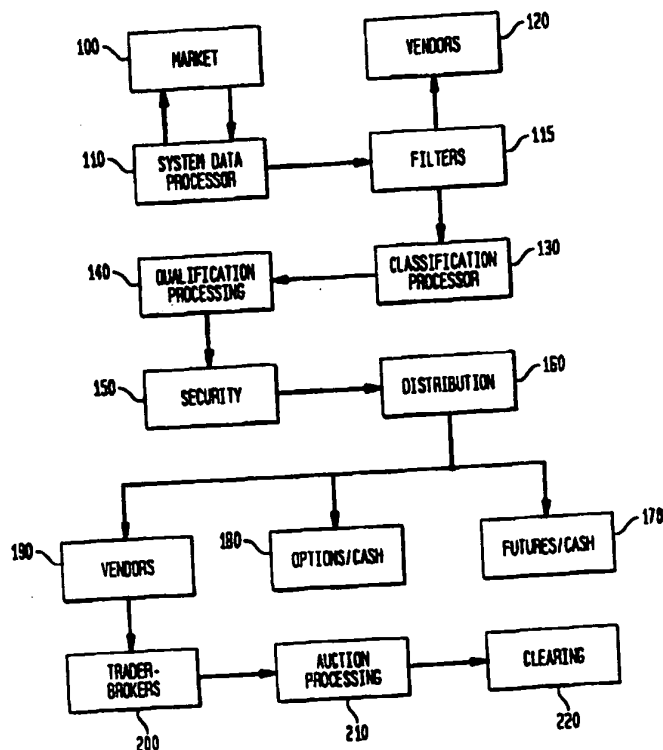 100
MARKET
VENDORS
120
110
SYSTEM DATA
PROCESSOR
FILTERS
115
140
QUALIFICATION
PROCESSING
CLASSIFICATION
PROCESSOR
130
150
SECURITY
DISTRIBUTION
160
190
VENDORS
180
OPTIONS/CASH
FUTURES/CASH
170
TRADER-
BROKERS
200
AUCTION
PROCESSING
210
CLEARING
220